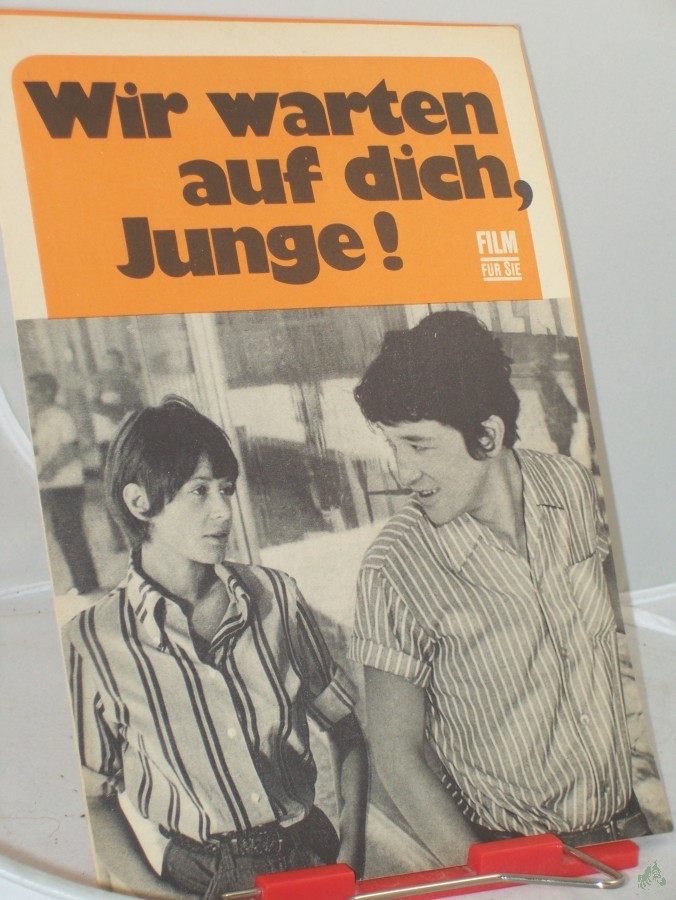 Wir warten
auf dich,
Junge!
FILM
FÜR SIE